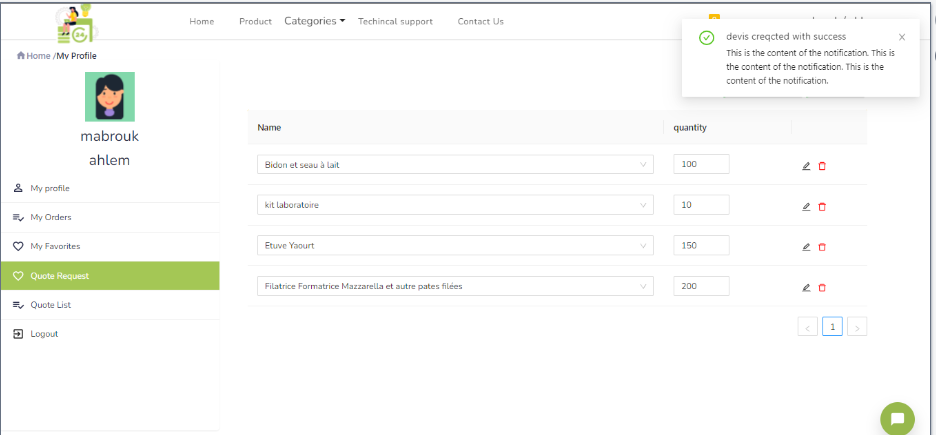 Home Product Categories Techincal support Contact Us
devis creqcted with success
This is the content of the notification. This is
the content of the notification. This is the
content of the notification.
Home /My Profile
mabrouk
ahlem
My profile
My Orders
My Favorites
Quote Request
Quote List
Logout
Name quantity
Bidon et seau à lait 100
kit laboratoire 10
Etuve Yaourt 150
Filatrice Formatrice Mazzarella et autre pates filées 200
1